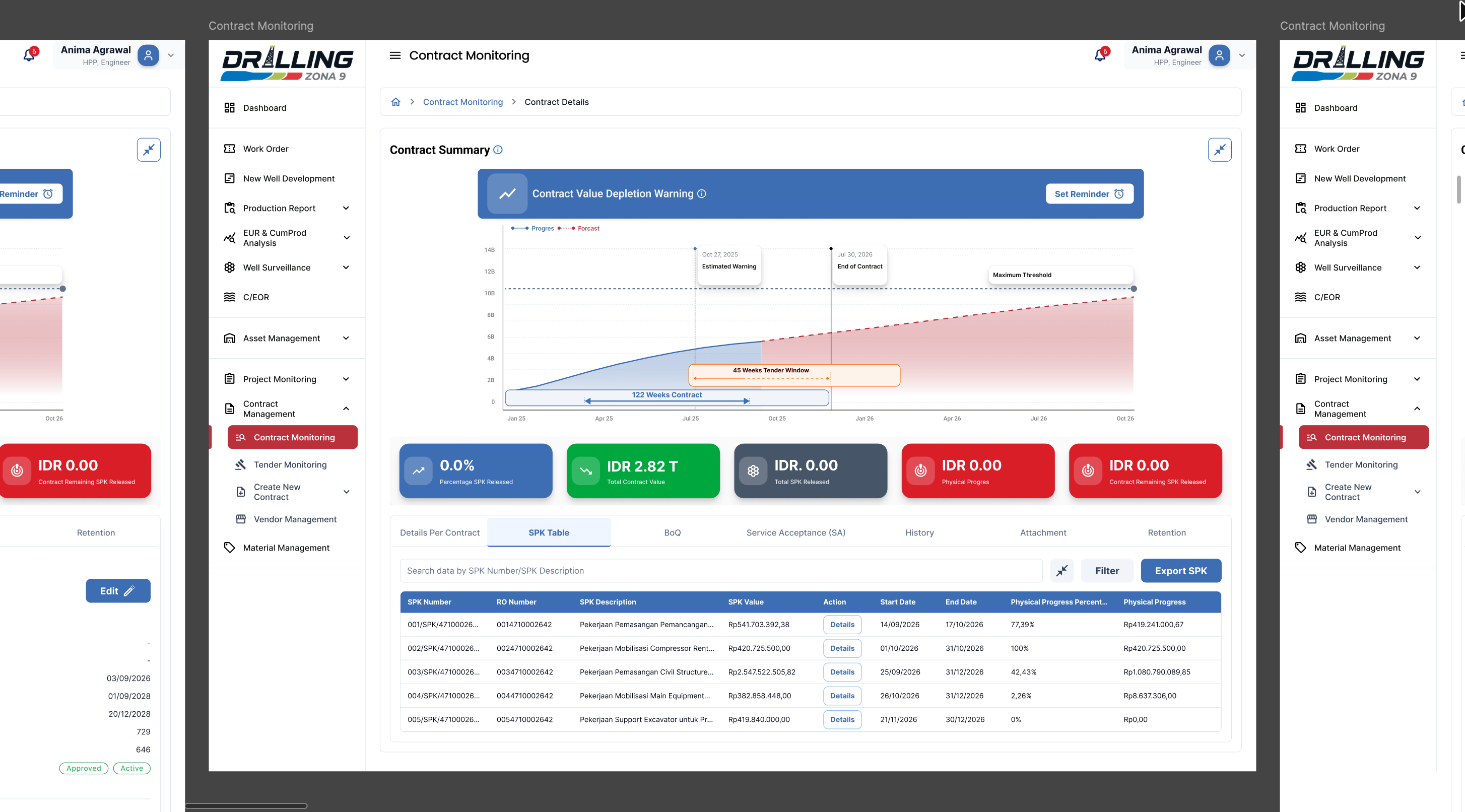 Contract Monitoring
Contract Monitoring
5
Anima Agrawal
HPP, Engineer
Reminder
Oct 26
IDR 0.00
Contract Remaining SPK Released
Retention
Edit
-
-
03/09/2026
01/09/2028
20/12/2028
729
646
Approved
Active
DRILLING
ZONA 9
Dashboard
Work Order
New Well Development
Production Report
EUR & CumProd
Analysis
Well Surveillance
C/EOR
Asset Management
Project Monitoring
Contract
Management
Contract Monitoring
Tender Monitoring
Create New
Contract
Vendor Management
Material Management
Contract Monitoring
5
Anima Agrawal
HPP, Engineer
Contract Monitoring > Contract Details
Contract Summary
Contract Value Depletion Warning
Set Reminder
Progres
Forcast
14B
12B
10B
8B
6B
4B
2B
0
Oct 27, 2025
Estimated Warning
Jul 30, 2026
End of Contract
Maximum Threshold
45 Weeks Tender Window
122 Weeks Contract
Jan 25 Apr 25 Jul 25 Oct 25 Jan 26 Apr 26 Jul 26 Oct 26
0.0%
Percentage SPK Released
IDR 2.82 T
Total Contract Value
IDR. 0.00
Total SPK Released
IDR 0.00
Physical Progres
IDR 0.00
Contract Remaining SPK Released
Details Per Contract SPK Table BoQ Service Acceptance (SA) History Attachment Retention
Search data by SPK Number/SPK Description
Filter
Export SPK
SPK Number RO Number SPK Description SPK Value Action Start Date End Date Physical Progress Percent... Physical Progress
001/SPK/47100026... 0014710002642 Pekerjaan Pemasangan Pemancangan... Rp541.703.392,38 Details 14/09/2026 17/10/2026 77,39% Rp419.241.000,67
002/SPK/47100026... 0024710002642 Pekerjaan Mobilisasi Compressor Rent... Rp420.725.500,00 Details 01/10/2026 31/10/2026 100% Rp420.725.500,00
003/SPK/47100026... 0034710002642 Pekerjaan Pemasangan Civil Structure... Rp2.547.522.505,82 Details 25/09/2026 31/12/2026 42,43% Rp1.080.790.089,85
004/SPK/47100026... 0044710002642 Pekerjaan Mobilisasi Main Equipment... Rp382.858.448,00 Details 26/10/2026 31/12/2026 2,26% Rp8.637.306,00
005/SPK/47100026... 0054710002642 Pekerjaan Support Excavator untuk Pr... Rp419.840.000,00 Details 21/11/2026 30/12/2026 0% Rp0,00
DRILLING
ZONA 9
Dashboard
Work Order
New Well Development
Production Report
EUR & CumProd
Analysis
Well Surveillance
C/EOR
Asset Management
Project Monitoring
Contract
Management
Contract Monitoring
Tender Monitoring
Create New
Contract
Vendor Management
Material Management